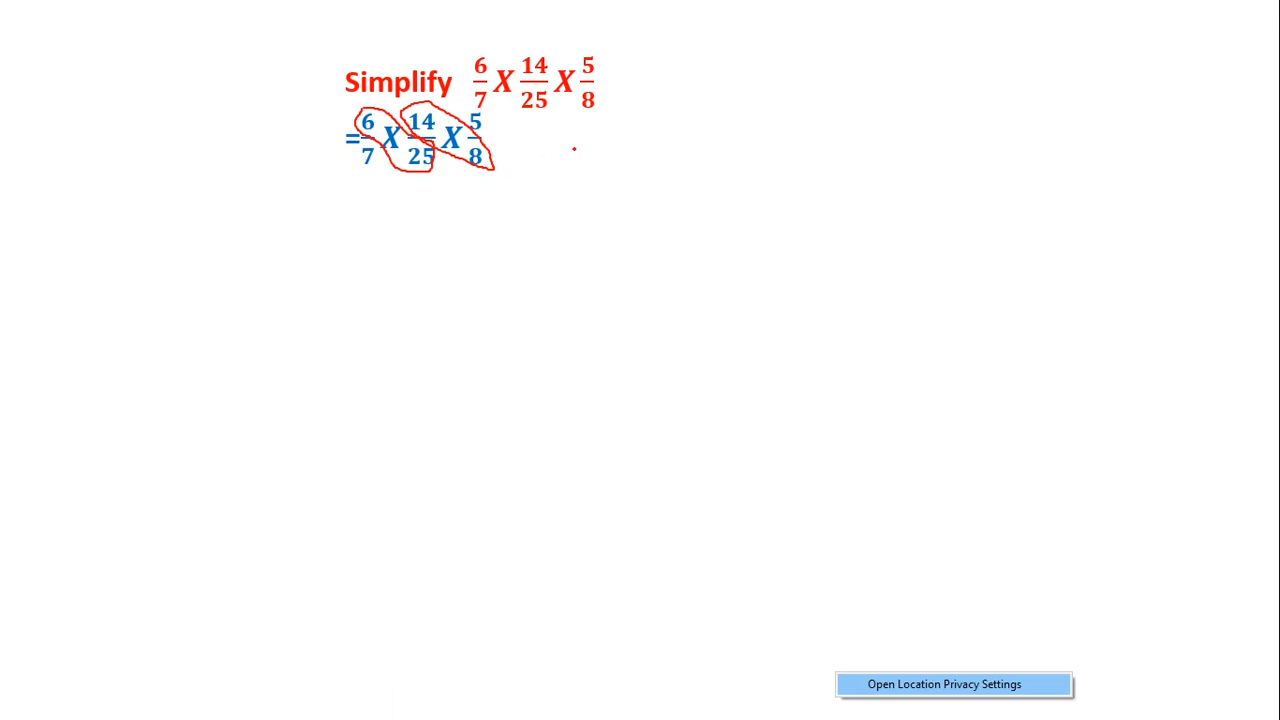 Simplify 6/7 X 14/25 X 5/8
=6/7 X 14/25 X 5/8
Open Location Privacy Settings